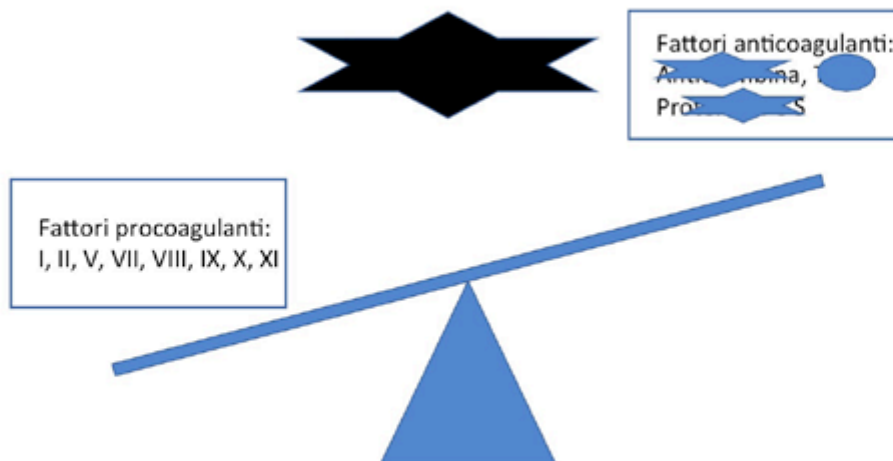 Fattori procoagulanti:
I, II, V, VII, VIII, IX, X, XI
Fattori anticoagulanti:
S